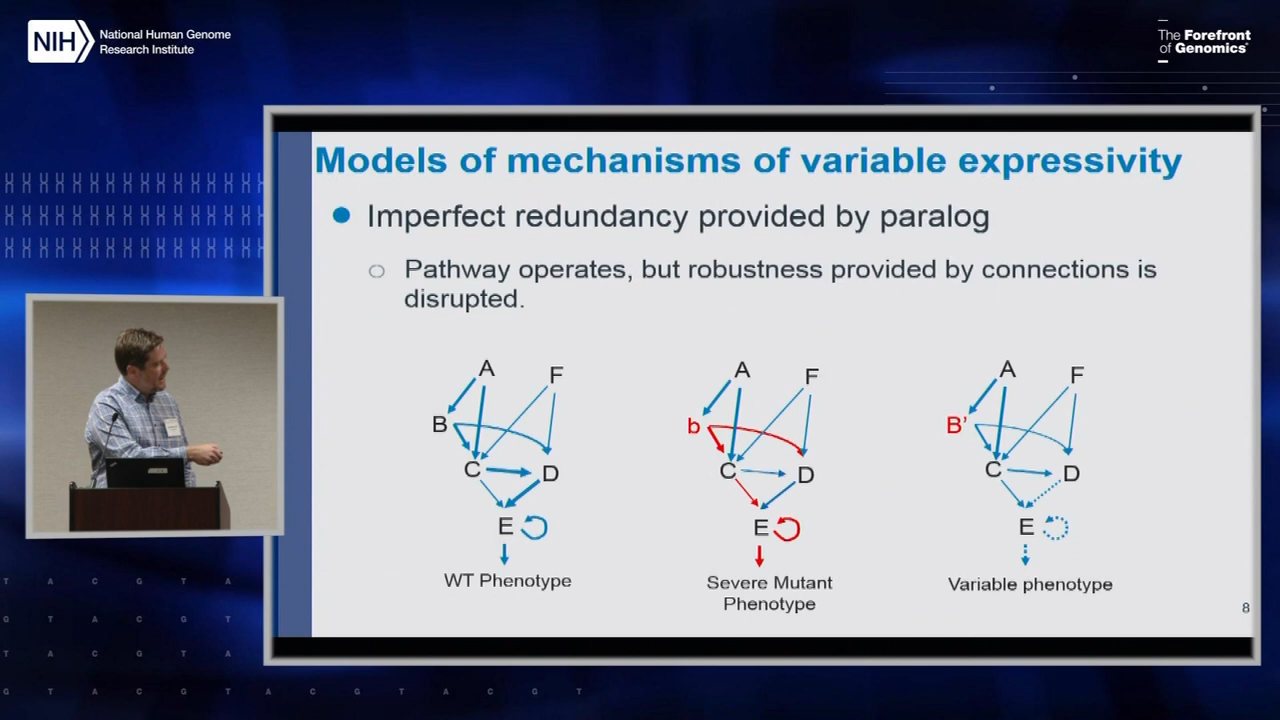 NIH
National Human Genome
Research Institute
The Forefront
of Genomics®
Models of mechanisms of variable expressivity
Imperfect redundancy provided by paralog
Pathway operates, but robustness provided by connections is
disrupted.
A F
B
C D
E
WT Phenotype
A F
b
C D
E
Severe Mutant
Phenotype
A F
B’
C D
E
Variable phenotype
8
T A C G T A
G T A C G T
T A C G T A
G T A C G T A C G T A C G T